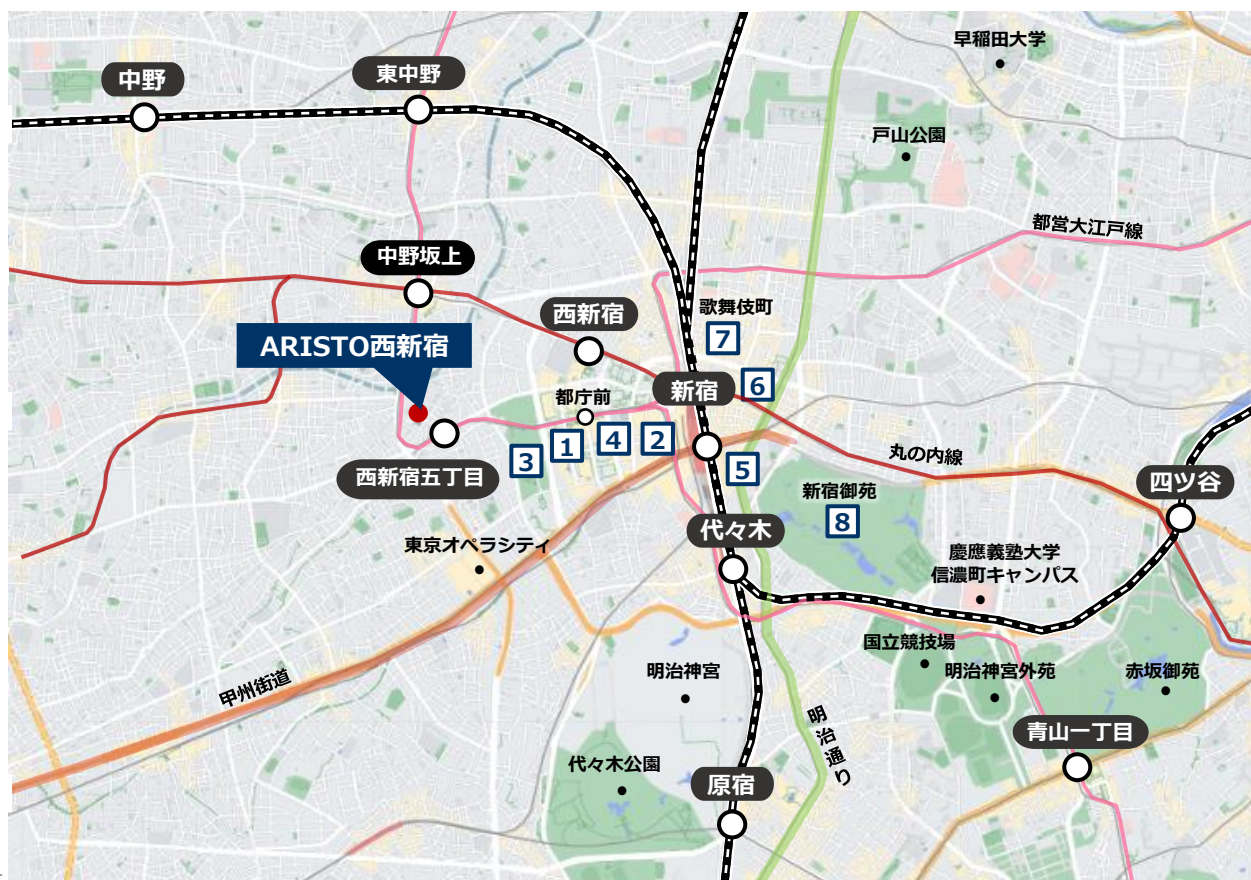 早稲田大学
中野
東中野
戸山公園
都営大江戸線
中野坂上
歌舞伎町
西新宿
7
ARISTO西新宿
新宿
6
都庁前
3
1
4
2
5
丸の内線
西新宿五丁目
新宿御苑
8
四ツ谷
代々木
東京オペラシティ
慶應義塾大学
信濃町キャンパス
国立競技場
明治神宮
明治神宮外苑
赤坂御苑
甲州街道
明治通り
青山一丁目
代々木公園
原宿